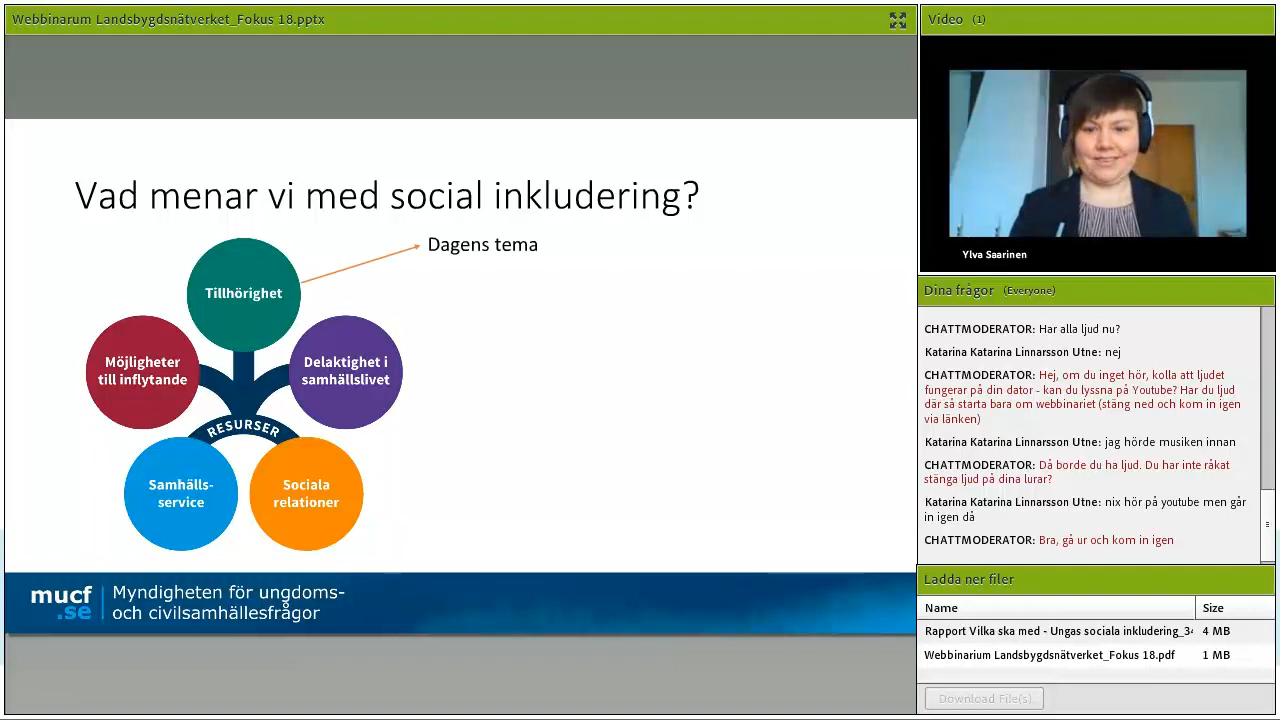 Webbinarum Landsbygdsnätverket_Fokus 18.pptx
Vad menar vi med social inkludering?
Dagens tema
Tillhörighet
Möjligheter
till inflytande
Delaktighet i
samhällslivet
RESURSER
Samhälls-
service
Sociala
relationer
mucf
.se
Myndigheten för ungdoms-
och civilsamhällesfrågor
Video (1)
Ylva Saarinen
Dina frågor (Everyone)
CHATTMODERATOR: Har alla ljud nu?
Katarina Katarina Linnarsson Utne: nej
CHATTMODERATOR: Hej, om du inget hör, kolla att ljudet
fungerar på din dator - kan du lyssna på Youtube? Har du ljud
där så starta bara om webbinariet (stäng ned och kom in igen
via länken)
Katarina Katarina Linnarsson Utne: jag hörde musiken innan
CHATTMODERATOR: Då borde du ha ljud. Du har inte råkat
stänga ljud på dina lurar?
Katarina Katarina Linnarsson Utne: nix hör på youtube men går
in igen då
CHATTMODERATOR: Bra, gå ur och kom in igen
Ladda ner filer
Name Size
Rapport Vilka ska med - Ungas sociala inkludering_34 4 MB
Webbinarium Landsbygdsnätverket_Fokus 18.pdf 1 MB
Download File(s)